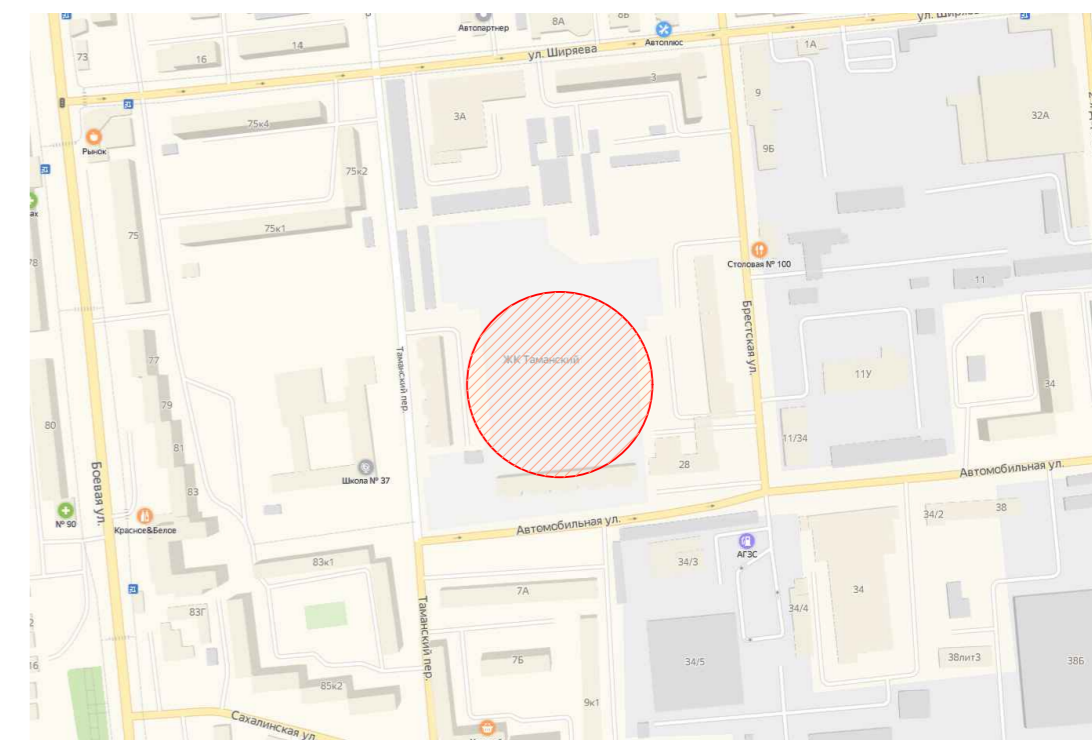 Автопартнер
8А
ул. Ширяева
73
14
Автоплюс
1А
16
ул. Ширяева
3
9
75к4
3А
32А
Рынок
9Б
75к2
75
75к1
78
Столовая № 100
11
Брестская ул.
Таманский пер.
ЖК Таманский
77
11У
34
79
80
81
11/34
Школа № 37
28
83
Боевая ул.
Автомобильная ул.
№ 90
Красное&Белое
Автомобильная ул.
34/2
38
АГЗС
83к1
34/3
7А
34
Таманский пер.
83Г
34/4
16
7Б
34/5
38лит3
38Б
85к2
9к1
Сахалинская ул.